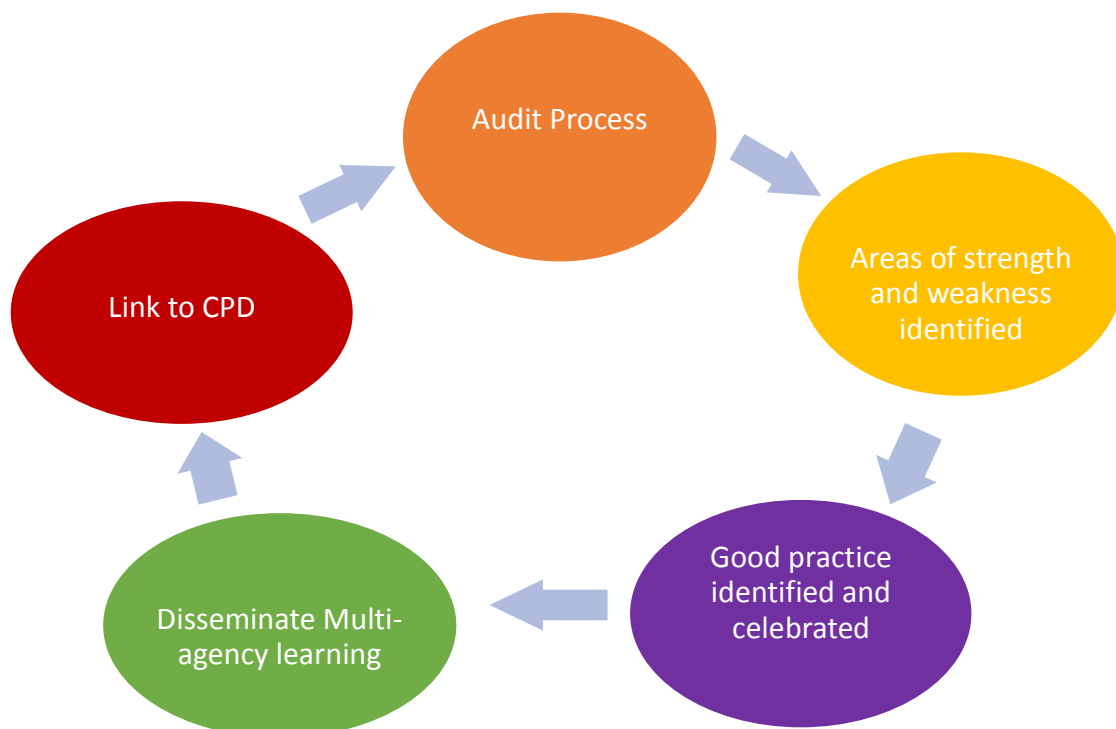 Audit Process
Areas of strength
and weakness
identified
Good practice
identified and
celebrated
Disseminate Multi-
agency learning
Link to CPD